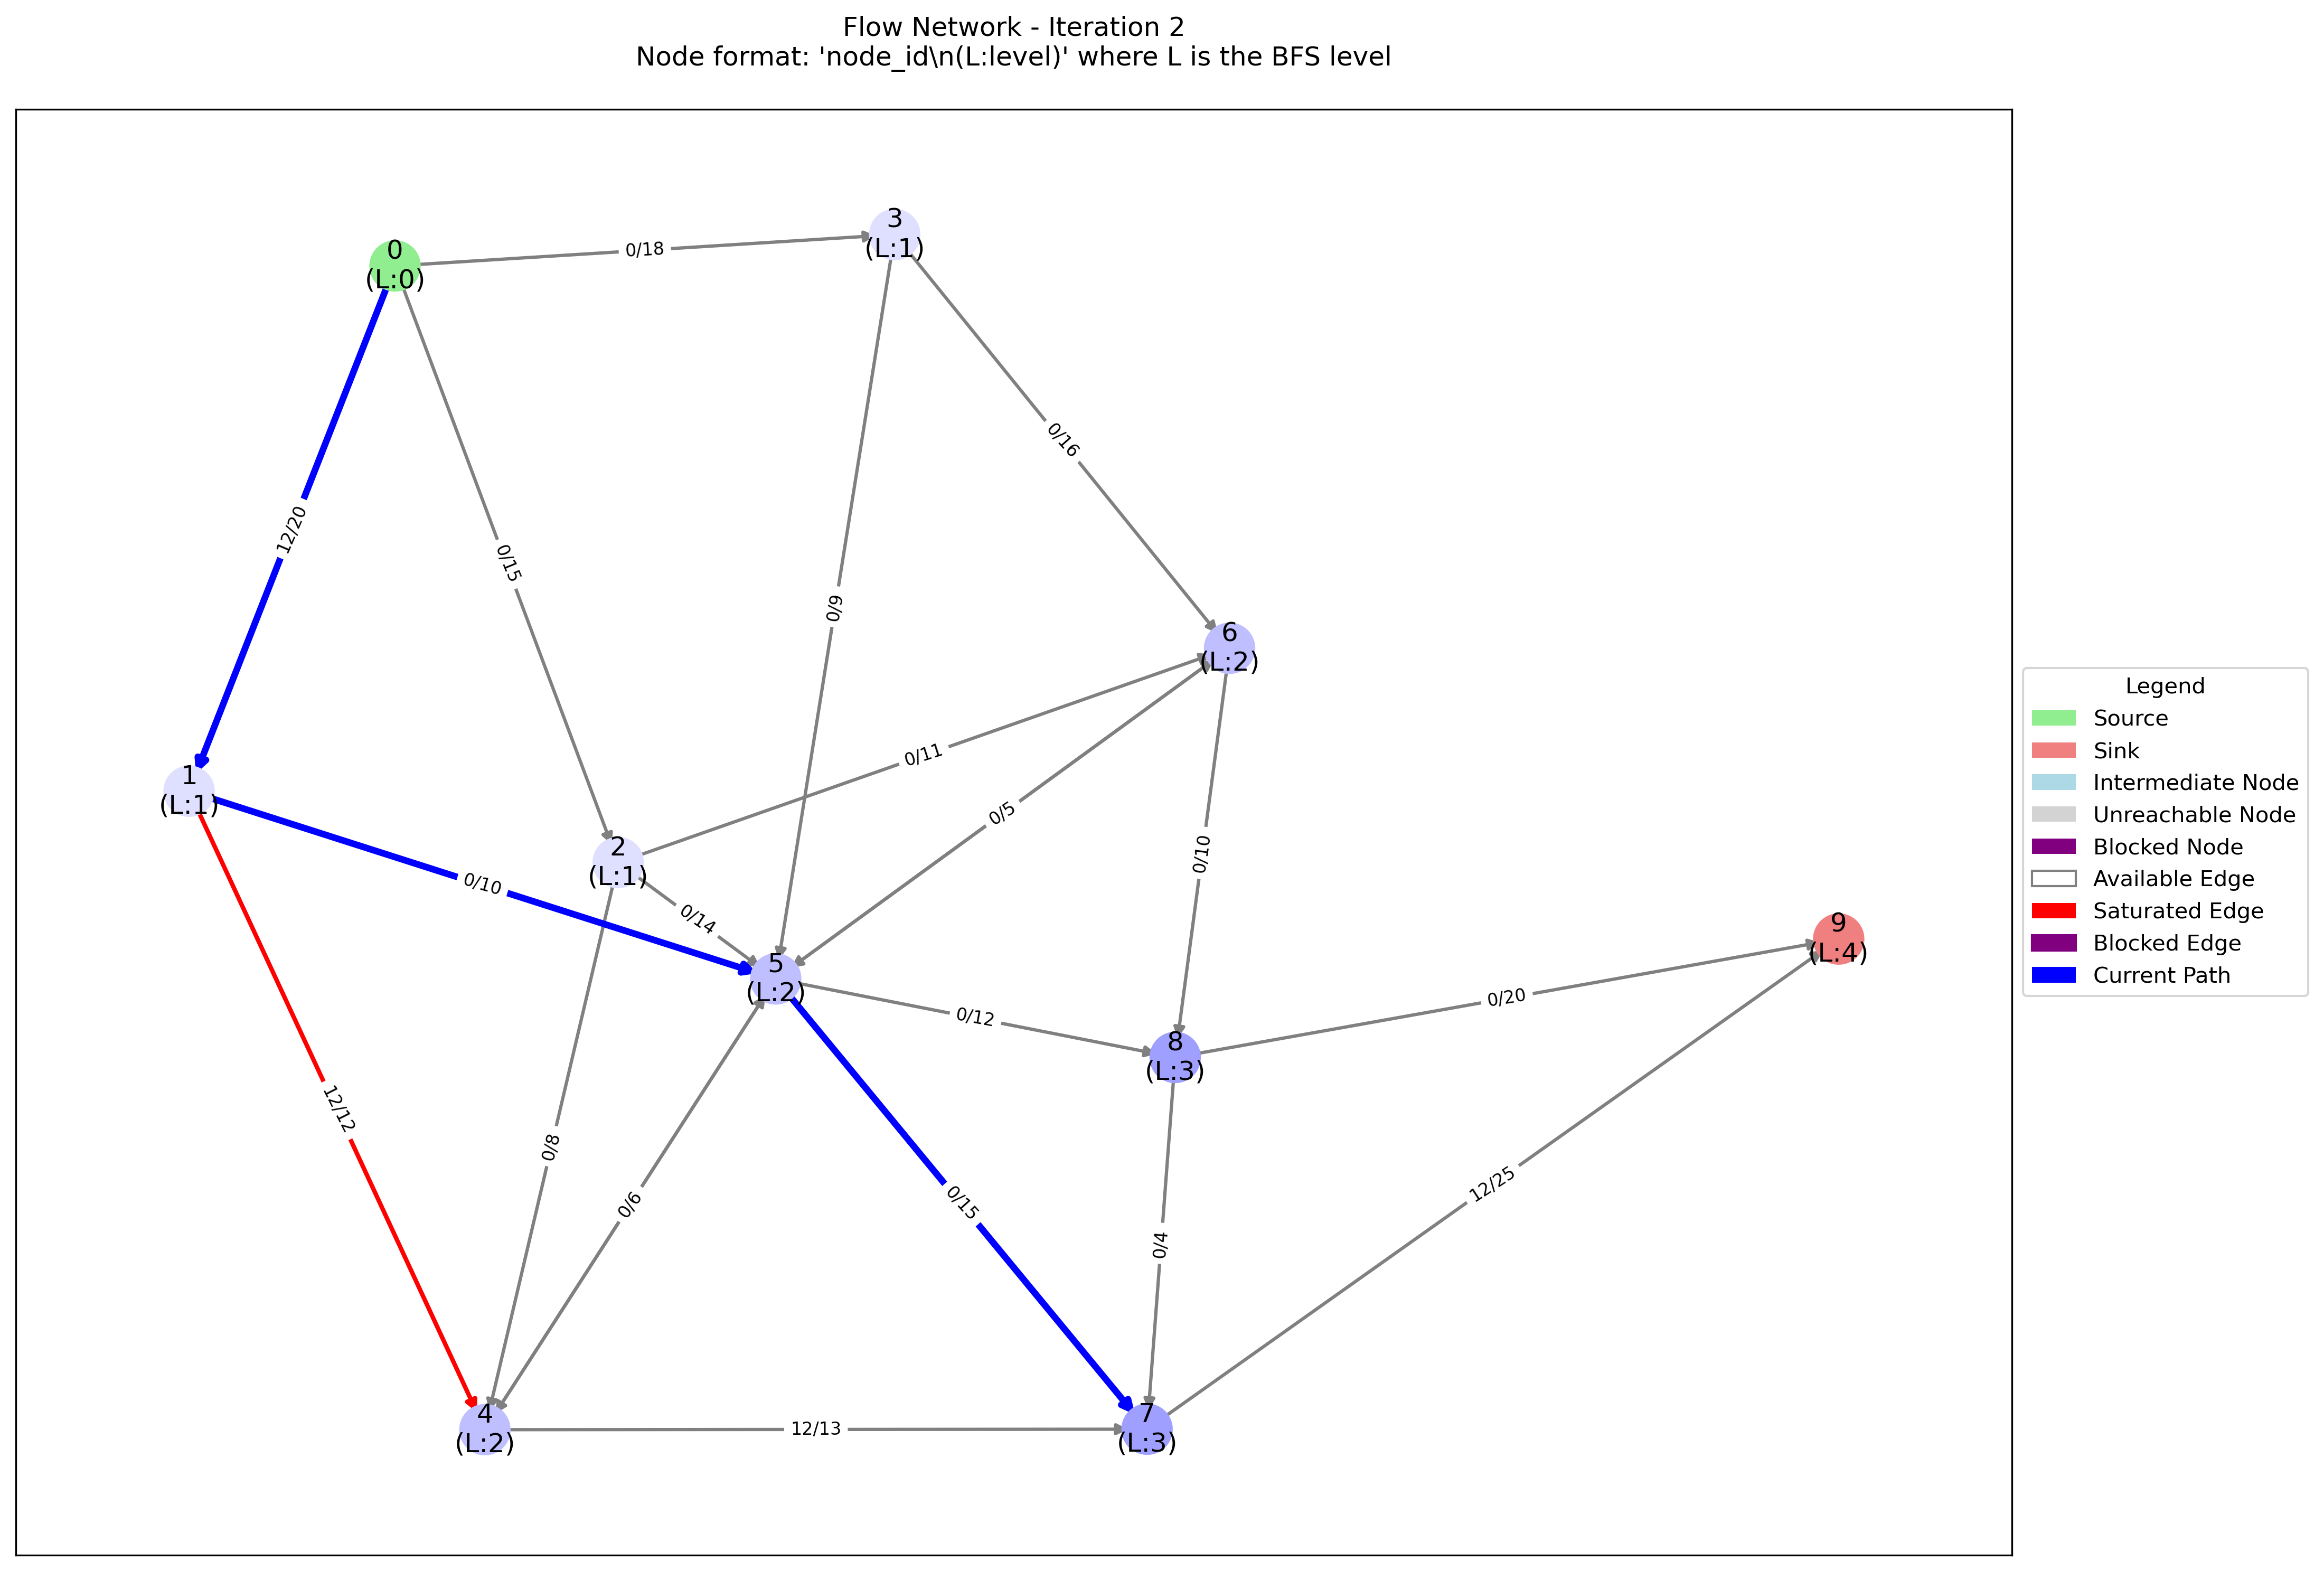 Flow Network - Iteration 2
Node format: 'node_id\n(L:level)' where L is the BFS level
0
(L:0)
3
(L:1)
0/18
12/20
0/15
0/9
0/16
6
(L:2)
1
(L:1)
0/11
0/5
0/10
2
(L:1)
0/10
0/14
5
(L:2)
0/12
9
(L:4)
0/20
8
(L:3)
12/12
0/8
0/6
0/15
0/4
12/25
4
(L:2)
12/13
7
(L:3)
Legend
Source
Sink
Intermediate Node
Unreachable Node
Blocked Node
Available Edge
Saturated Edge
Blocked Edge
Current Path